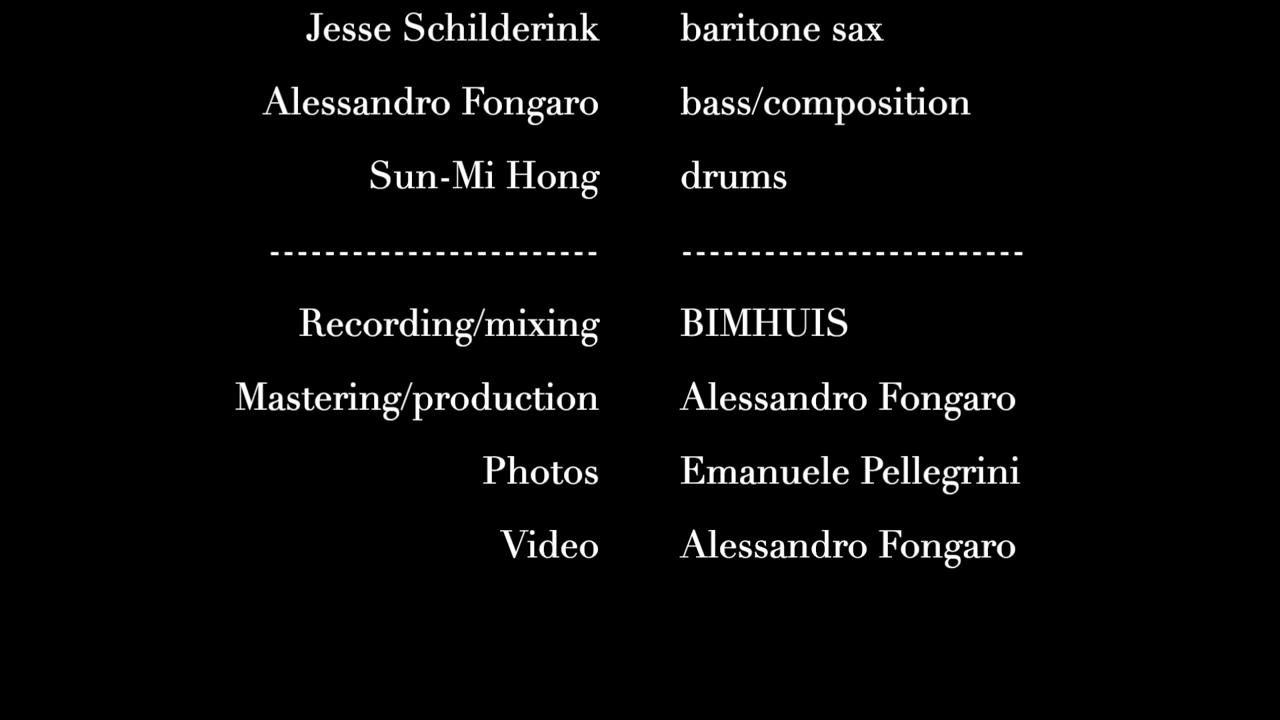 Jesse Schilderink baritone sax
Alessandro Fongaro bass/composition
Sun-Mi Hong drums
------------------------ -------------------------
Recording/mixing BIMHUIS
Mastering/production Alessandro Fongaro
Photos Emanuele Pellegrini
Video Alessandro Fongaro